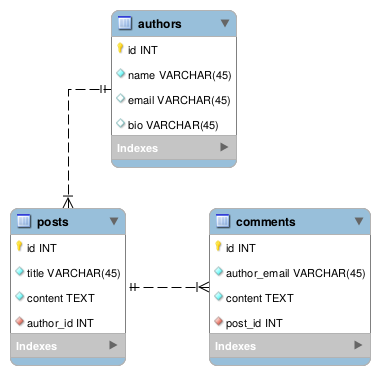 authors
id INT
name VARCHAR(45)
email VARCHAR(45)
bio VARCHAR(45)
Indexes
posts
id INT
title VARCHAR(45)
content TEXT
author_id INT
Indexes
comments
id INT
author_email VARCHAR(45)
content TEXT
post_id INT
Indexes